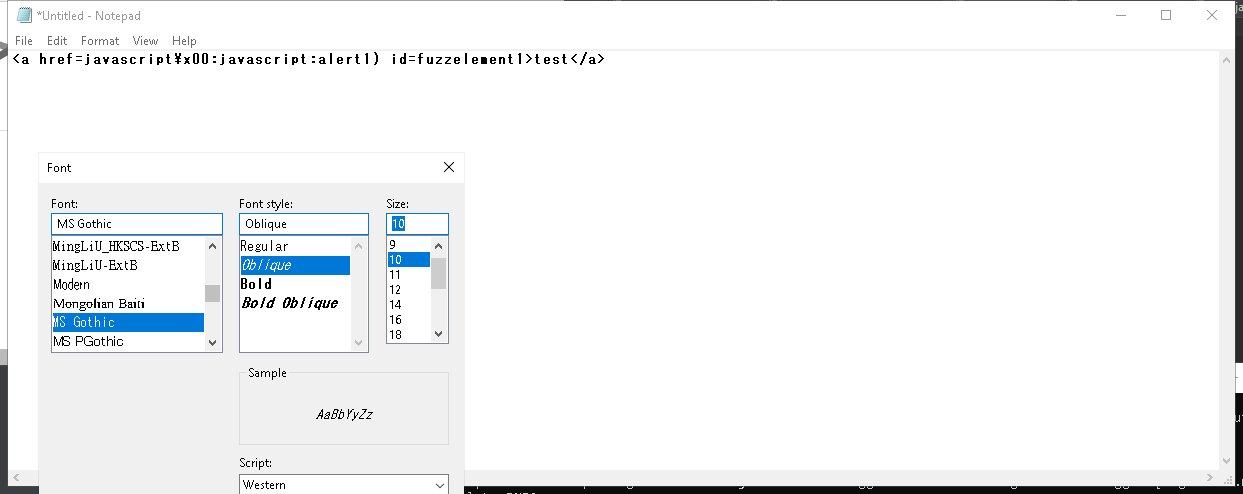 *Untitled - Notepad
File Edit Format View Help
<a href=javascript¥x00:javascript:alert1) id=fuzzelement1>test</a>
Font
Font: Font style: Size:
MS Gothic Oblique 10
MingLiU_HKSCS-ExtB Regular 9
MingLiU-ExtB Oblique 10
Modern Bold 11
Mongolian Baiti Bold Oblique 12
MS Gothic 14
MS PGothic 16
18
Sample
AaBbYyZz
Script:
Western